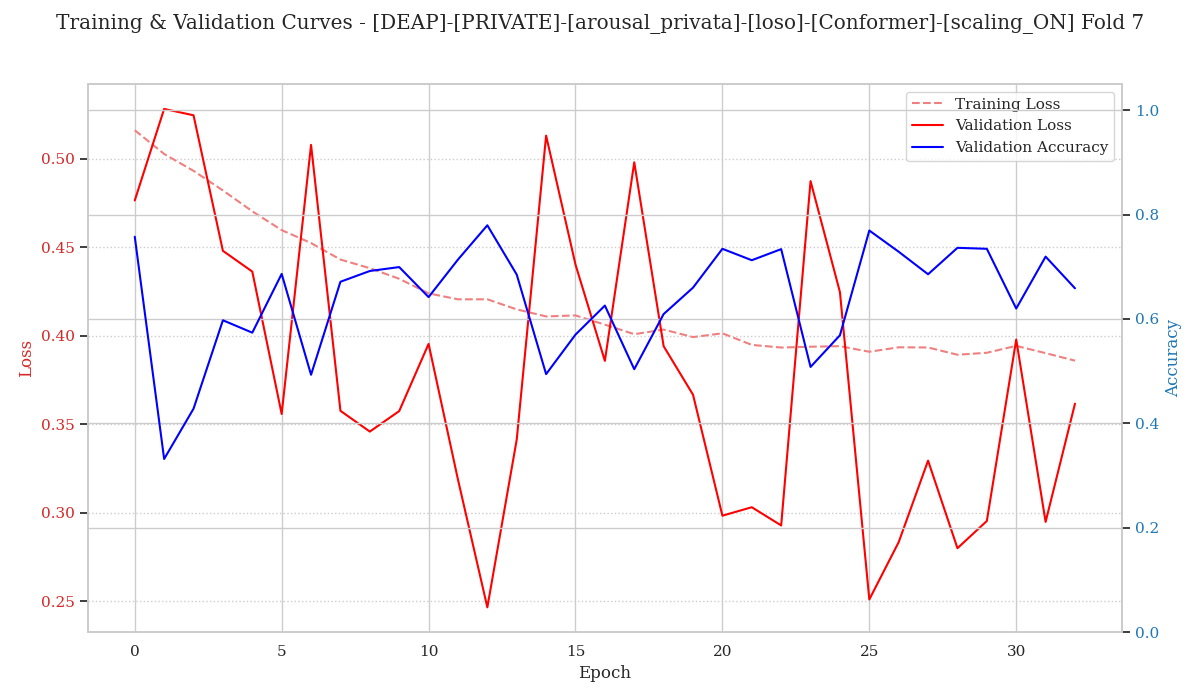 Training & Validation Curves - [DEAP]-[PRIVATE]-[arousal_privata]-[loso]-[Conformer]-[scaling_ON] Fold 7
Training Loss
Validation Loss
Validation Accuracy
Loss
0.50
0.45
0.40
0.35
0.30
0.25
1.0
0.8
0.6
0.4
0.2
0.0
Accuracy
0 5 10 15 20 25 30
Epoch